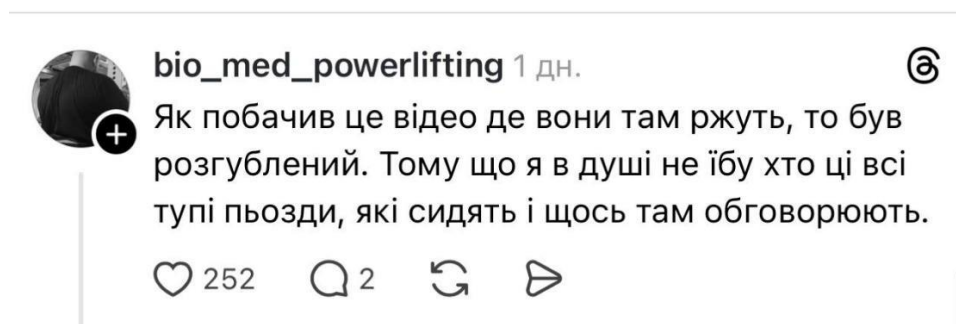 bio_med_powerlifting 1 дн.
Як побачив це відео де вони там ржуть, то був
розгублений. Тому що я в душі не їбу хто ці всі
тупі пьозди, які сидять і щось там обговорюють.
252 2